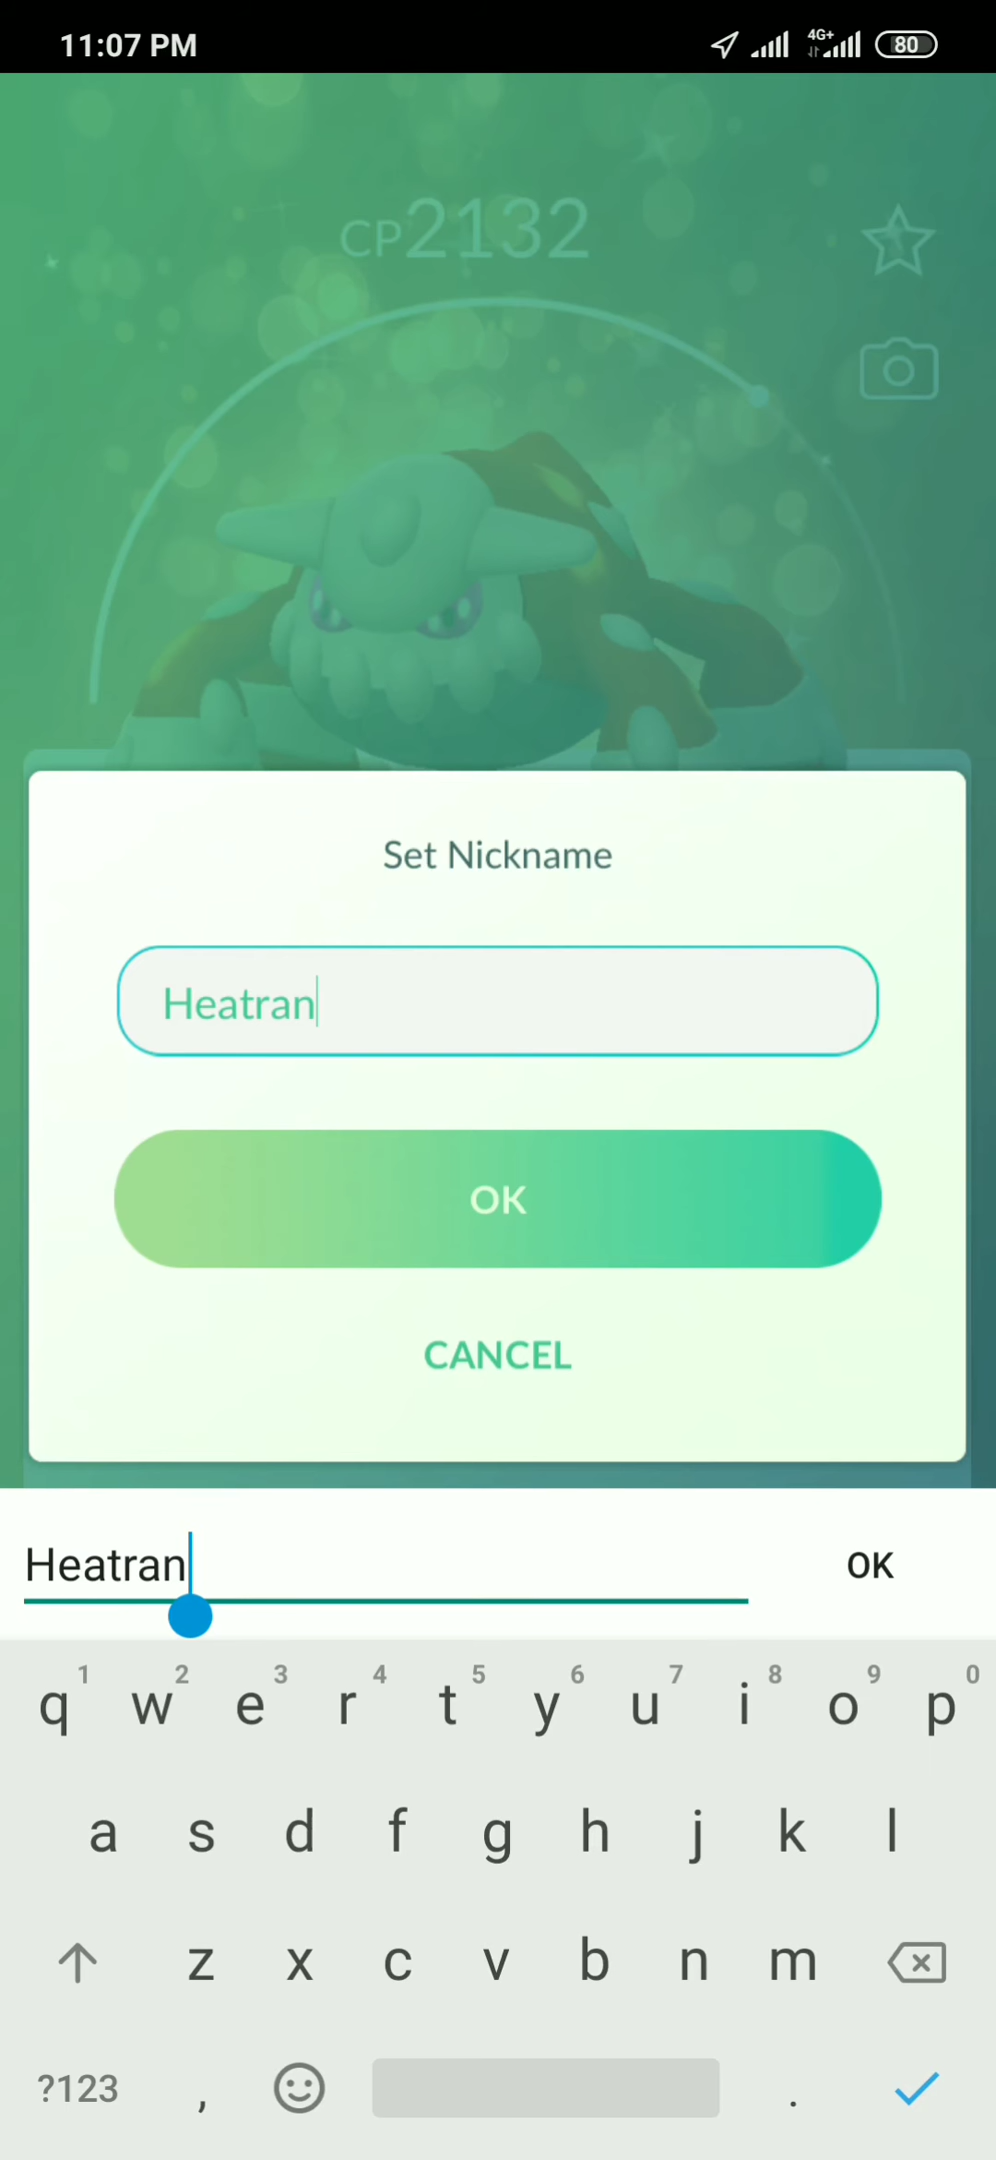 11:07 PM
4G+
80
CP2132
Set Nickname
Heatran
OK
CANCEL
Heatran
OK
1 2 3 4 5 6 7 8 9 0
q w e r t y u i o p
a s d f g h j k l
z x c v b n m
?123 , .